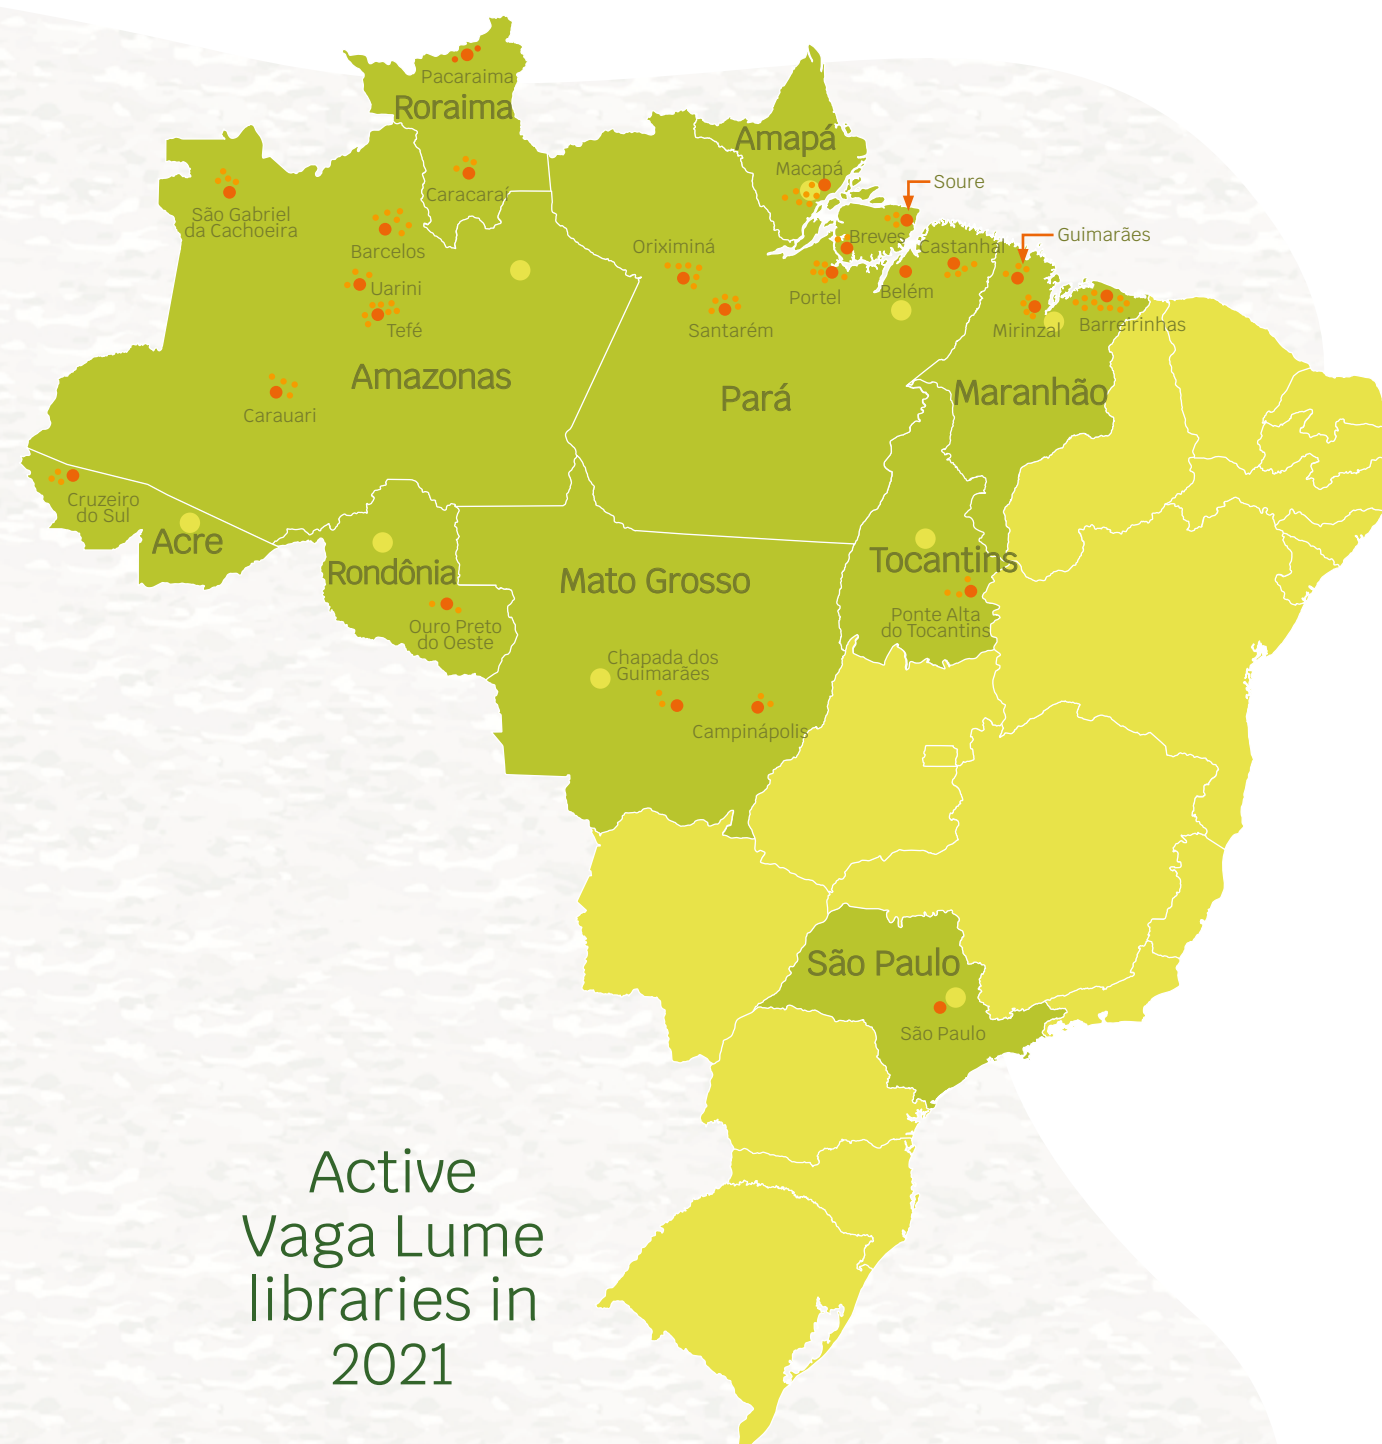 Pacaraima
Roraima
Caracaraí
São Gabriel
da Cachoeira
Barcelos
Uarini
Tefé
Amazonas
Carauari
Amapá
Macapá
Soure
Oriximiná
Breves
Castanhal
Guimarães
Portel
Belém
Santarém
Mirinzal
Barreirinhas
Pará
Maranhão
Cruzeiro
do Sul
Acre
Rondônia
Ouro Preto
do Oeste
Mato Grosso
Chapada dos
Guimarães
Campinápolis
Tocantins
Ponte Alta
do Tocantins
São Paulo
São Paulo
Active
Vaga Lume
libraries in
2021